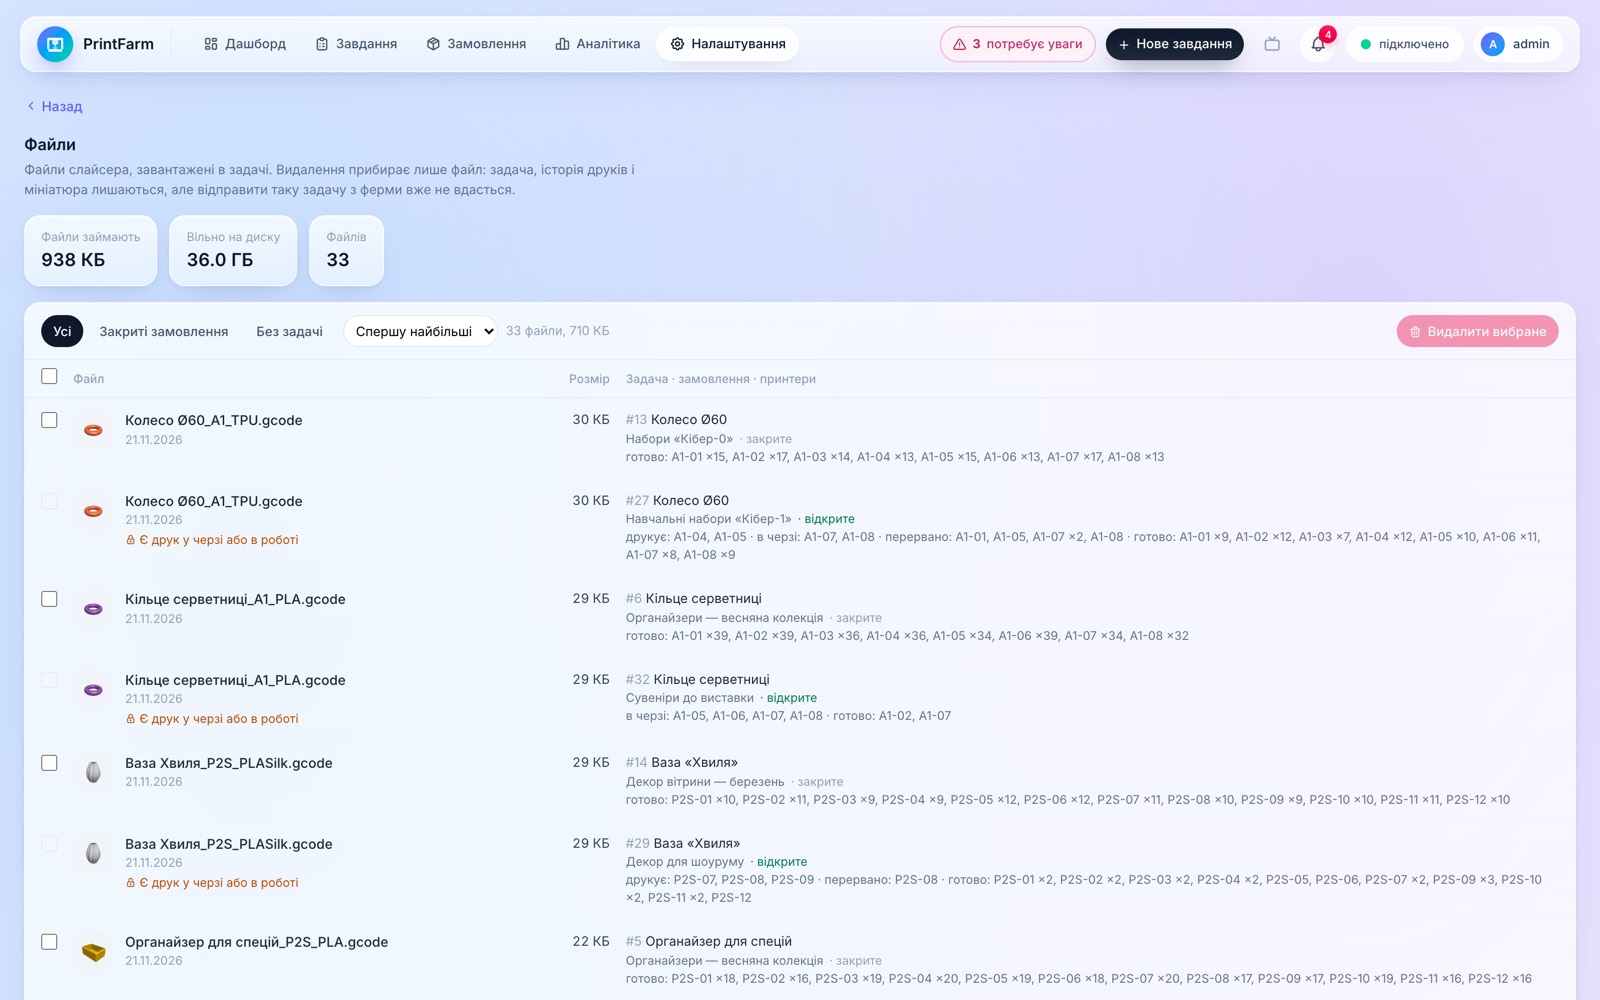 PrintFarm
Дашборд
Завдання
Замовлення
Аналітика
Налаштування
3 потребує уваги
+ Нове завдання
4
підключено
A admin
Назад
Файли
Файли слайсера, завантажені в задачі. Видалення прибирає лише файл: задача, історія друків і
мініатюра лишаються, але відправити таку задачу з ферми вже не вдасться.
Файли займають
938 КБ
Вільно на диску
36.0 ГБ
Файлів
33
Усі
Закриті замовлення
Без задачі
Спершу найбільші
33 файли, 710 КБ
Видалити вибране
Файл
Розмір
Задача · замовлення · принтери
Колесо Ø60_A1_TPU.gcode
21.11.2026
30 КБ
#13 Колесо Ø60
Набори «Кібер-0» · закрите
готово: A1-01 ×15, A1-02 ×17, A1-03 ×14, A1-04 ×13, A1-05 ×15, A1-06 ×13, A1-07 ×17, A1-08 ×13
Колесо Ø60_A1_TPU.gcode
21.11.2026
Є друк у черзі або в роботі
30 КБ
#27 Колесо Ø60
Навчальні набори «Кібер-1» · відкрите
друкує: A1-04, A1-05 · в черзі: A1-07, A1-08 · перервано: A1-01, A1-05, A1-07 ×2, A1-08 · готово: A1-01 ×9, A1-02 ×12, A1-03 ×7, A1-04 ×12, A1-05 ×10, A1-06 ×11,
A1-07 ×8, A1-08 ×9
Кільце серветниці_A1_PLA.gcode
21.11.2026
29 КБ
#6 Кільце серветниці
Органайзери — весняна колекція · закрите
готово: A1-01 ×39, A1-02 ×39, A1-03 ×36, A1-04 ×36, A1-05 ×34, A1-06 ×39, A1-07 ×34, A1-08 ×32
Кільце серветниці_A1_PLA.gcode
21.11.2026
Є друк у черзі або в роботі
29 КБ
#32 Кільце серветниці
Сувеніри до виставки · відкрите
в черзі: A1-05, A1-06, A1-07, A1-08 · готово: A1-02, A1-07
Ваза Хвиля_P2S_PLASilk.gcode
21.11.2026
29 КБ
#14 Ваза «Хвиля»
Декор вітрини — березень · закрите
готово: P2S-01 ×10, P2S-02 ×11, P2S-03 ×9, P2S-04 ×9, P2S-05 ×12, P2S-06 ×12, P2S-07 ×11, P2S-08 ×10, P2S-09 ×9, P2S-10 ×10, P2S-11 ×11, P2S-12 ×10
Ваза Хвиля_P2S_PLASilk.gcode
21.11.2026
Є друк у черзі або в роботі
29 КБ
#29 Ваза «Хвиля»
Декор для шоуруму · відкрите
друкує: P2S-07, P2S-08, P2S-09 · перервано: P2S-08 · готово: P2S-01 ×2, P2S-02 ×2, P2S-03 ×2, P2S-04 ×2, P2S-05, P2S-06, P2S-07 ×2, P2S-09 ×3, P2S-10
×2, P2S-11 ×2, P2S-12
Органайзер для спецій_P2S_PLA.gcode
21.11.2026
22 КБ
#5 Органайзер для спецій
Органайзери — весняна колекція · закрите
готово: P2S-01 ×18, P2S-02 ×16, P2S-03 ×19, P2S-04 ×20, P2S-05 ×19, P2S-06 ×18, P2S-07 ×20, P2S-08 ×17, P2S-09 ×17, P2S-10 ×19, P2S-11 ×16, P2S-12 ×16